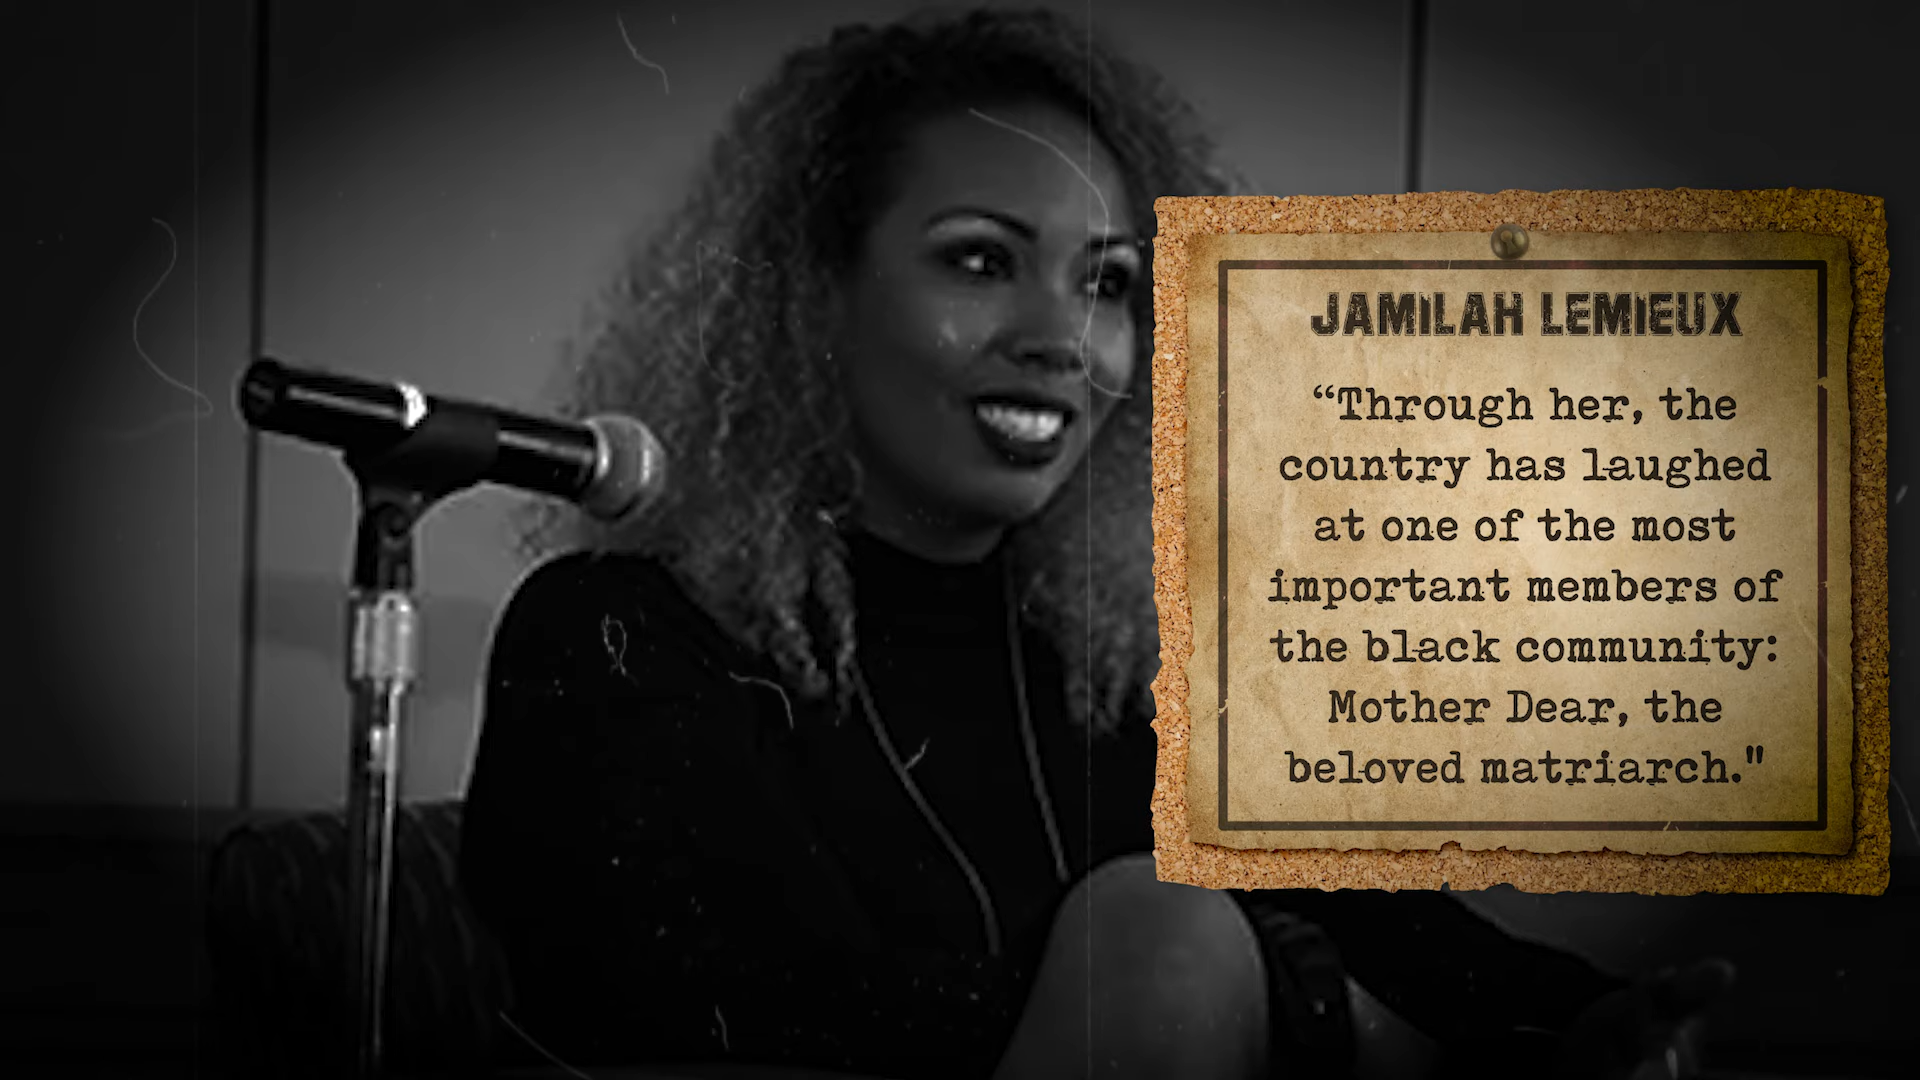 JAMILAH LEMIEUX
“Through her, the
country has laughed
at one of the most
important members of
the black community:
Mother Dear, the
beloved matriarch."